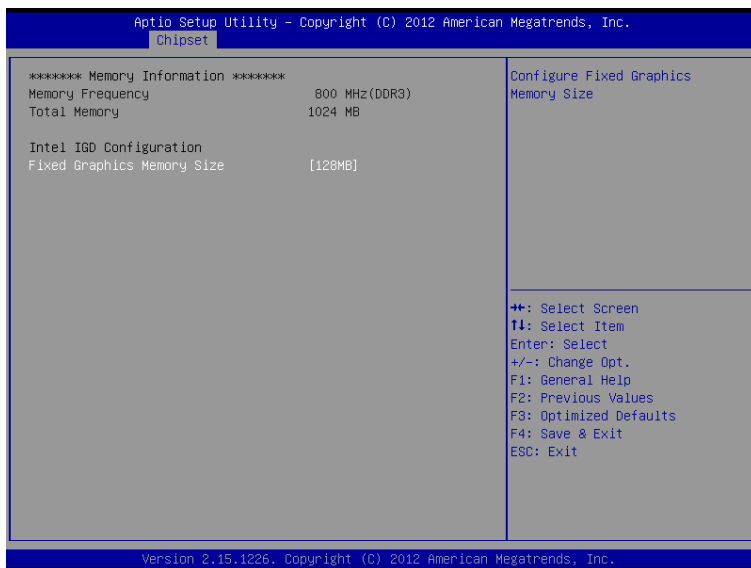 Aptio Setup Utility – Copyright (C) 2012 American Megatrends, Inc.
Chipset
******* Memory Information *******
Memory Frequency 800 MHz(DDR3)
Total Memory 1024 MB
Intel IGD Configuration
Fixed Graphics Memory Size [128MB]
Configure Fixed Graphics
Memory Size
→←: Select Screen
↑↓: Select Item
Enter: Select
+/-: Change Opt.
F1: General Help
F2: Previous Values
F3: Optimized Defaults
F4: Save & Exit
ESC: Exit
Version 2.15.1226. Copyright (C) 2012 American Megatrends, Inc.